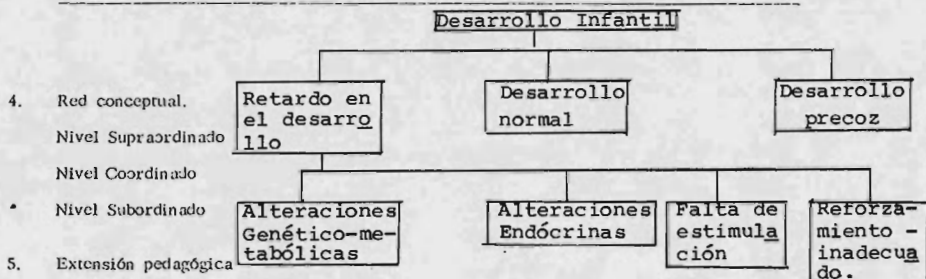 Desarrollo Infantil
4. Red conceptual.
Nivel Supraordinado
Nivel Coordinado
Nivel Subordinado
5. Extensión pedagógica
Retardo en
el desarro
llo
Desarrollo
normal
Desarrollo
precoz
Alteraciones
Genético-me-
tabólicas
Alteraciones
Endócrinas
Falta de
estimula
ción
Reforza-
miento -
inadecua
do.